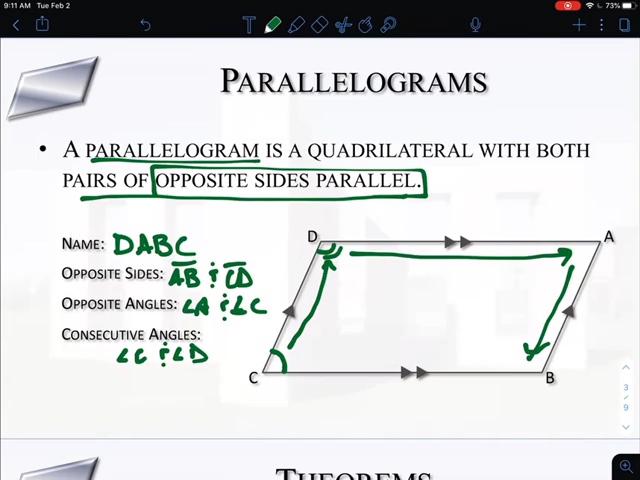 9:11 AM Tue Feb 2
73%
PARALLELOGRAMS
• A PARALLELOGRAM IS A QUADRILATERAL WITH BOTH
PAIRS OF OPPOSITE SIDES PARALLEL.
NAME: DABC
OPPOSITE SIDES: AB & CD
OPPOSITE ANGLES: ∠A & ∠C
CONSECUTIVE ANGLES:
∠C & ∠D
D
A
C
B
3
/
9
THEOREMS